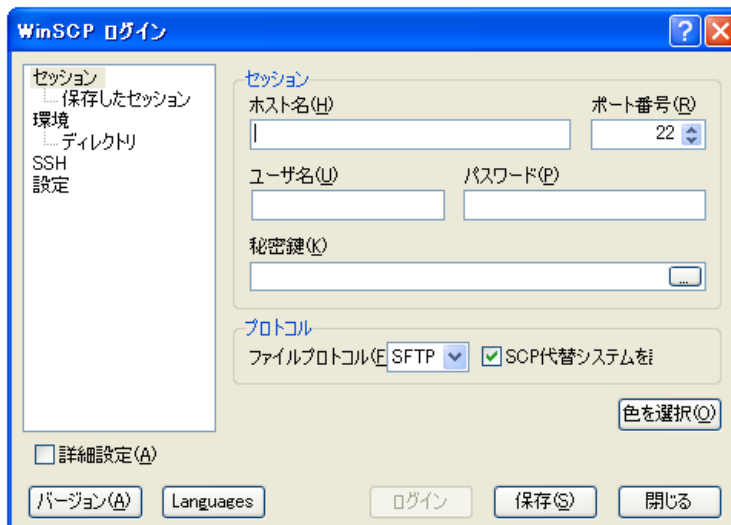 WinSCP ログイン
セッション
保存したセッション
環境
ディレクトリ
SSH
設定
セッション
ホスト名(H)
ポート番号(R)
22
ユーザ名(U)
パスワード(P)
秘密鍵(K)
...
プロトコル
ファイルプロトコル(F
SFTP
SCP代替システムを
色を選択(O)
詳細設定(A)
バージョン(A)
Languages
ログイン
保存(S)
閉じる